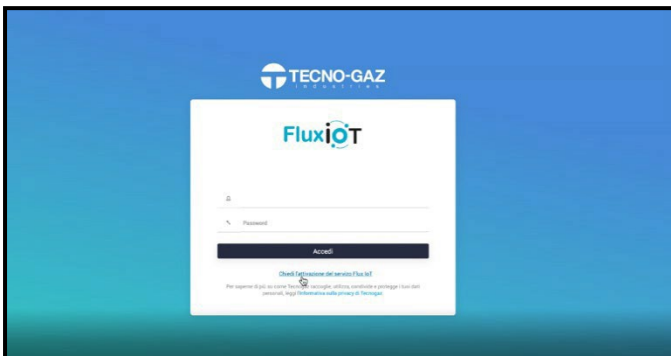 TECNO-GAZ
INDUSTRIES
FluxIoT
Password
Accedi
Chiedi l'attivazione del servizio Flux IoT
Per saperne di più su come Tecnogaz raccoglie, utilizza, condivide e protegge i tuoi dati
personali, leggi l'informativa sulla privacy di Tecnogaz